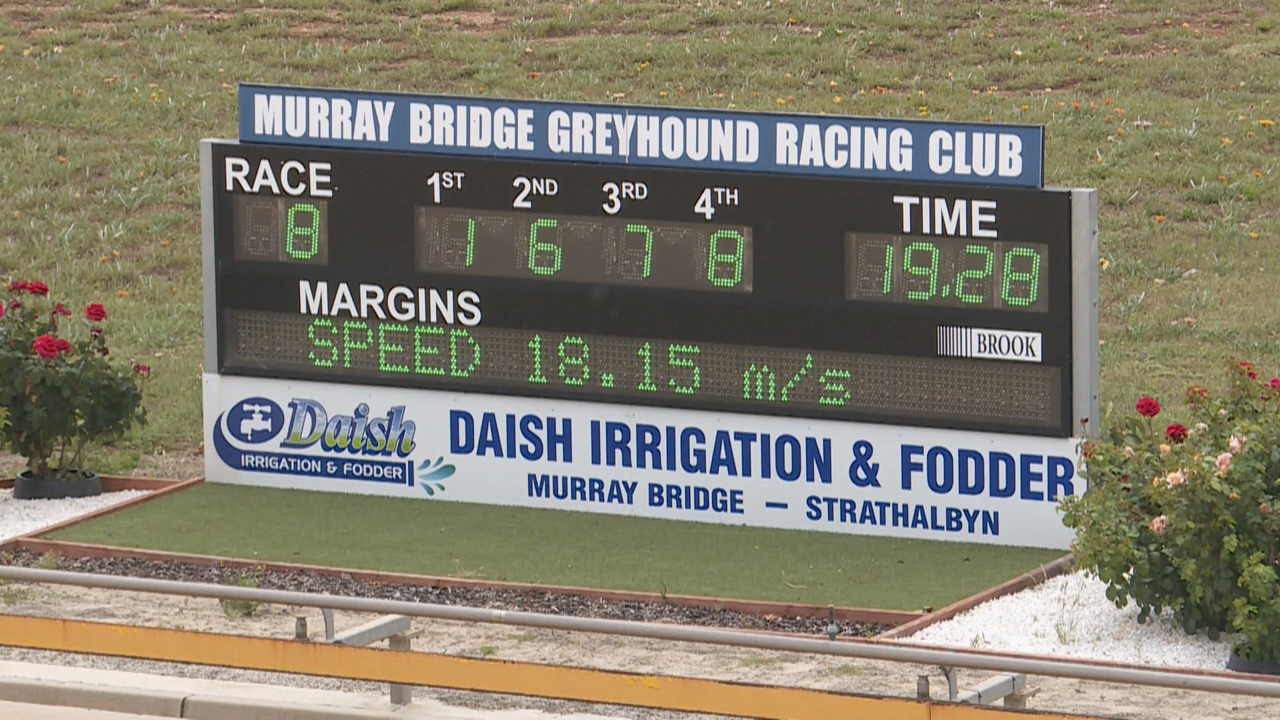 MURRAY BRIDGE GREYHOUND RACING CLUB
RACE 1ST 2ND 3RD 4TH TIME
8 1 6 7 8 19.28
MARGINS
BROOK
SPEED 18.15 m/s
Daish
IRRIGATION & FODDER
DAISH IRRIGATION & FODDER
MURRAY BRIDGE — STRATHALBYN